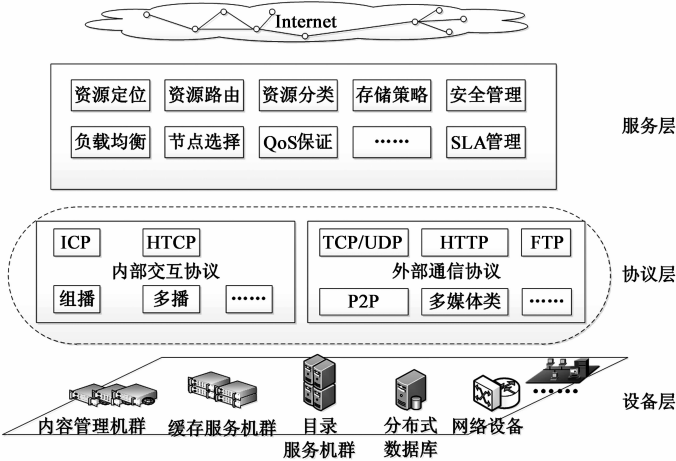 Internet
资源定位 资源路由 资源分类 存储策略 安全管理
服务层
负载均衡 节点选择 QoS保证 …… SLA管理
ICP HTCP TCP/UDP HTTP FTP
内部交互协议 外部通信协议 协议层
组播 多播 …… P2P 多媒体类 ……
……
设备层
内容管理机群 缓存服务机群 目录 分布式 网络设备
服务机群 数据库